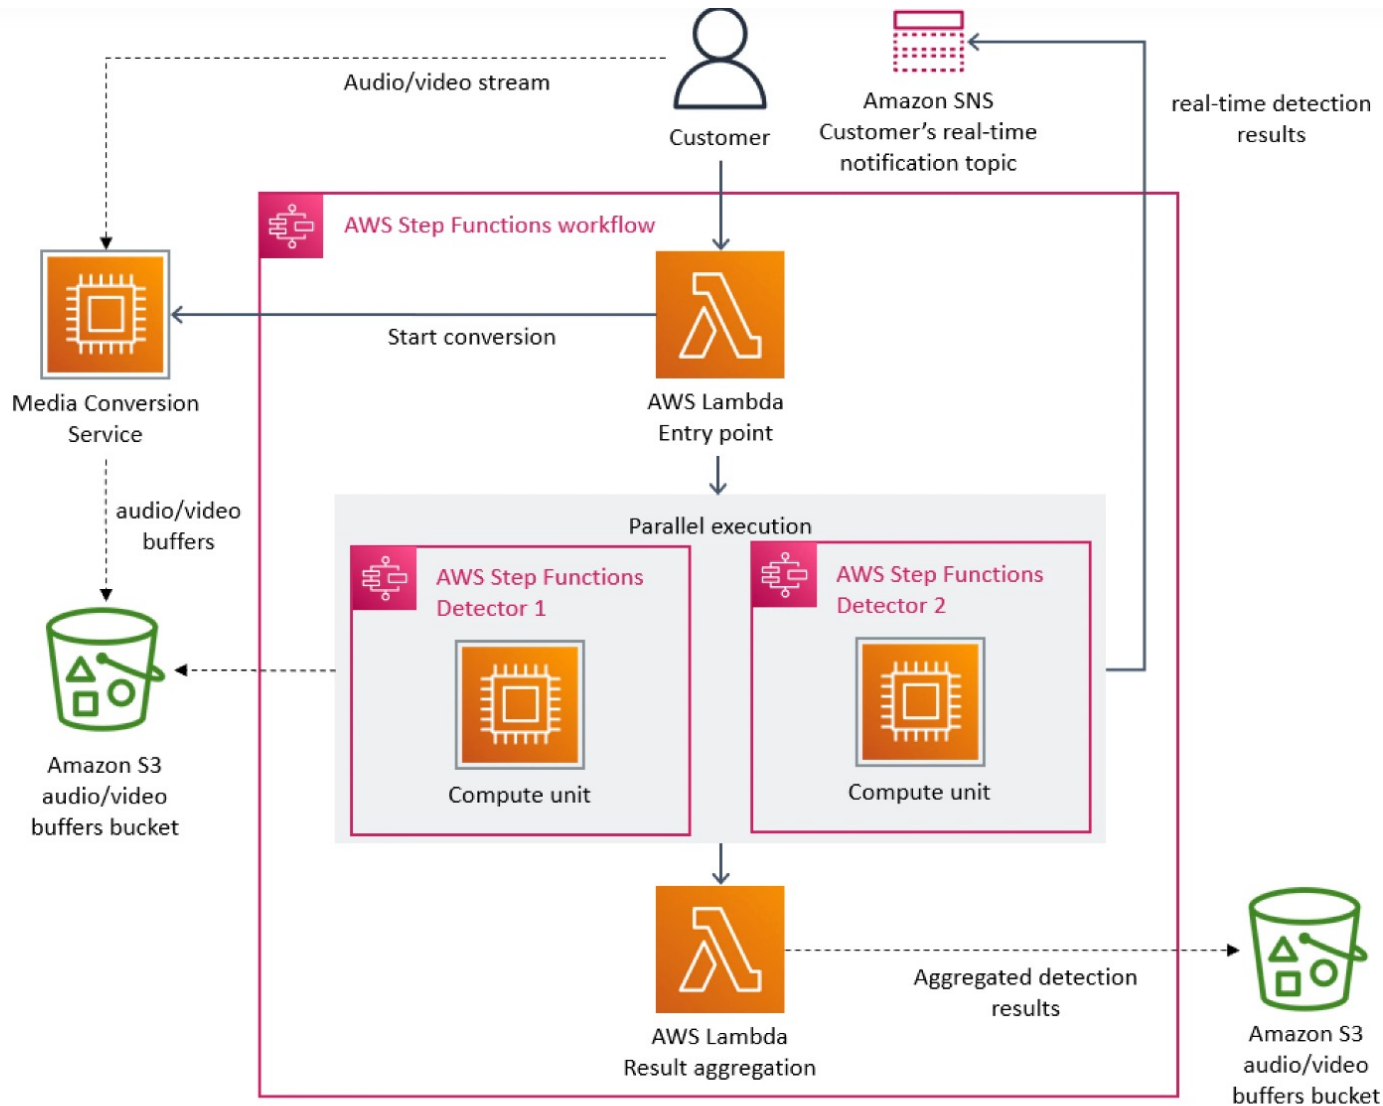 Audio/video stream
Customer
Amazon SNS
Customer's real-time
notification topic
real-time detection
results
AWS Step Functions workflow
Start conversion
Media Conversion
Service
AWS Lambda
Entry point
audio/video
buffers
Parallel execution
AWS Step Functions
Detector 1
Compute unit
AWS Step Functions
Detector 2
Compute unit
Amazon S3
audio/video
buffers bucket
AWS Lambda
Result aggregation
Aggregated detection
results
Amazon S3
audio/video
buffers bucket